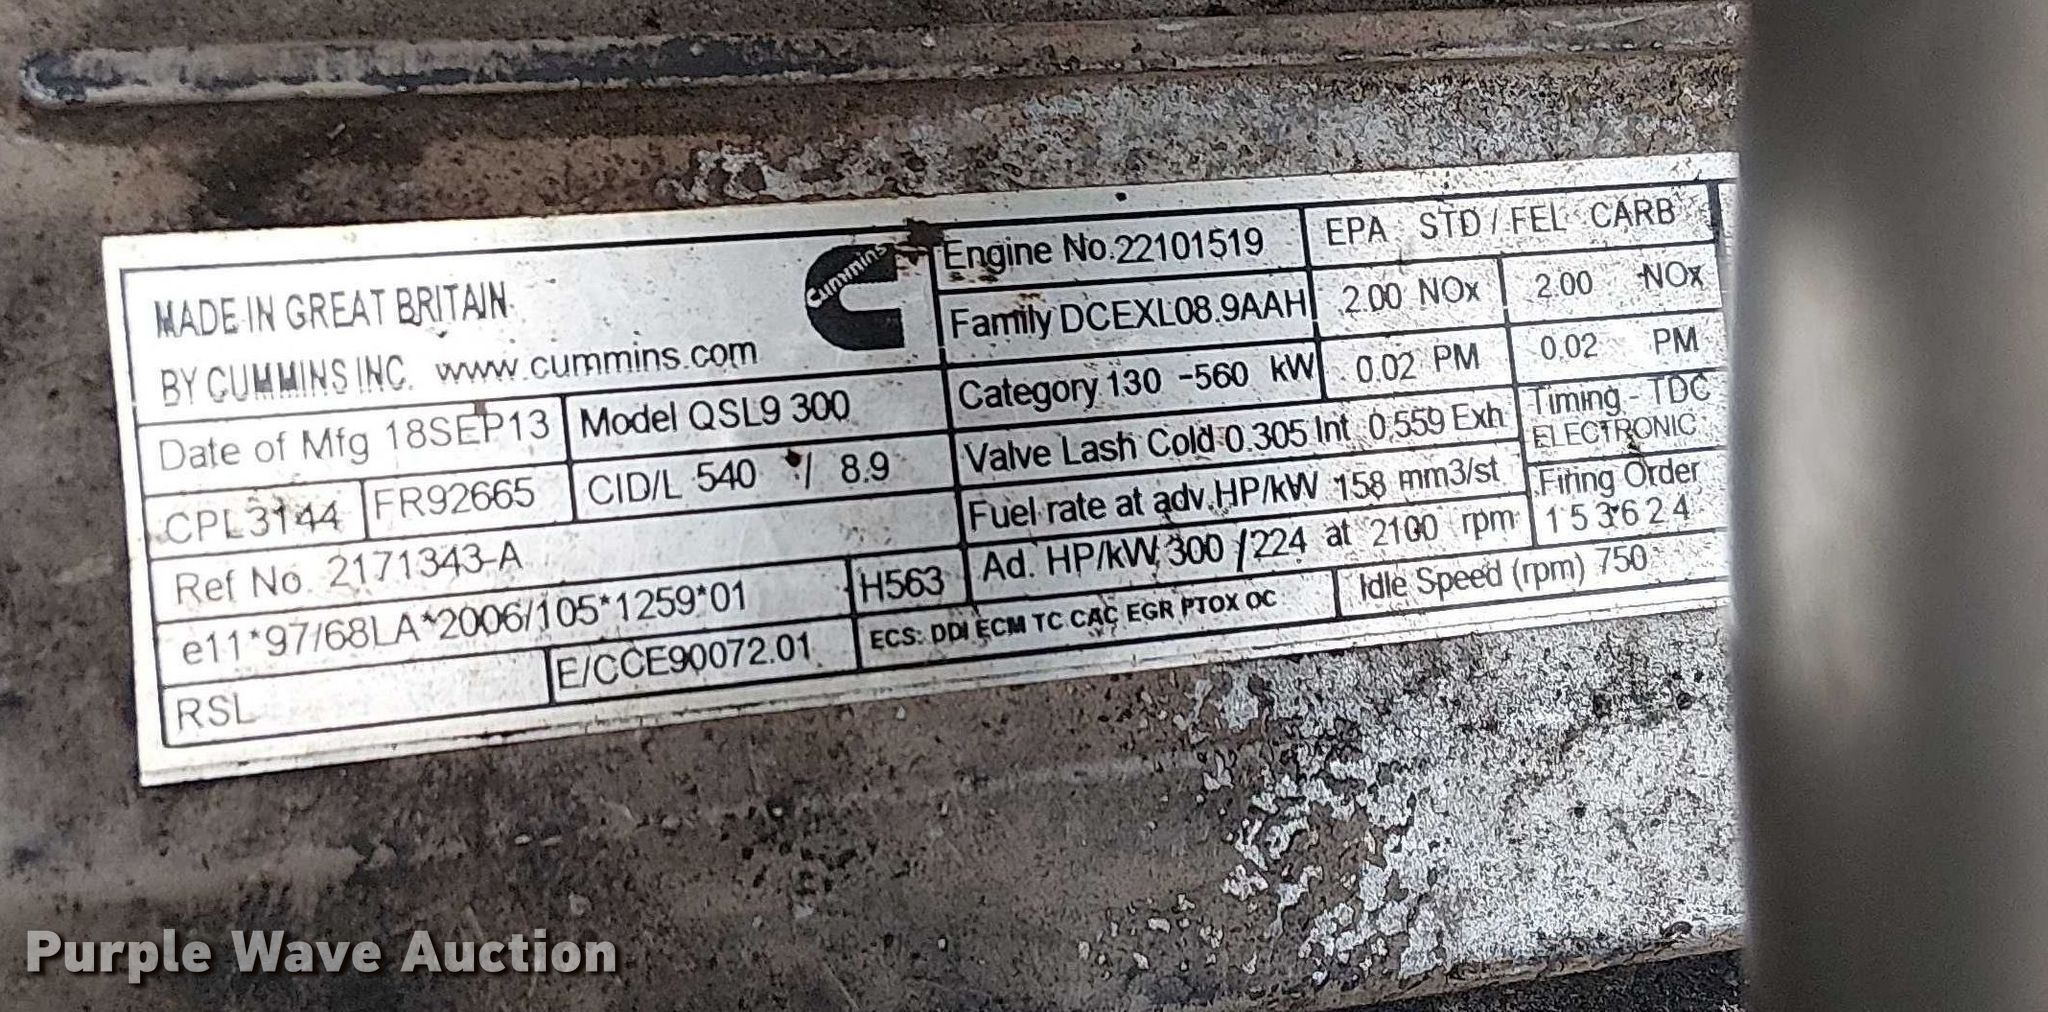 MADE IN GREAT BRITAIN
BY CUMMINS INC. www.cummins.com
Cummins
Date of Mfg 18SEP13
Model QSL9 300
CPL3144
FR92665
CID/L 540 / 8.9
Ref No. 2171343-A
e11*97/68LA*2006/105*1259*01
H563
RSL
E/CCE90072.01
Engine No.22101519
Family DCEXL08.9AAH
Category 130 -560 kW
EPA STD / FEL CARB
2.00 NOx
2.00 NOx
0.02 PM
0.02 PM
Valve Lash Cold 0.305 Int 0.559 Exh
Timing - TDC
ELECTRONIC
Fuel rate at adv.HP/kW 158 mm3/st
Firing Order
1 5 3 6 2 4
Ad. HP/kW 300 /224 at 2100 rpm
ECS: DDI ECM TC CAC EGR PTOX OC
Idle Speed (rpm) 750
Purple Wave Auction